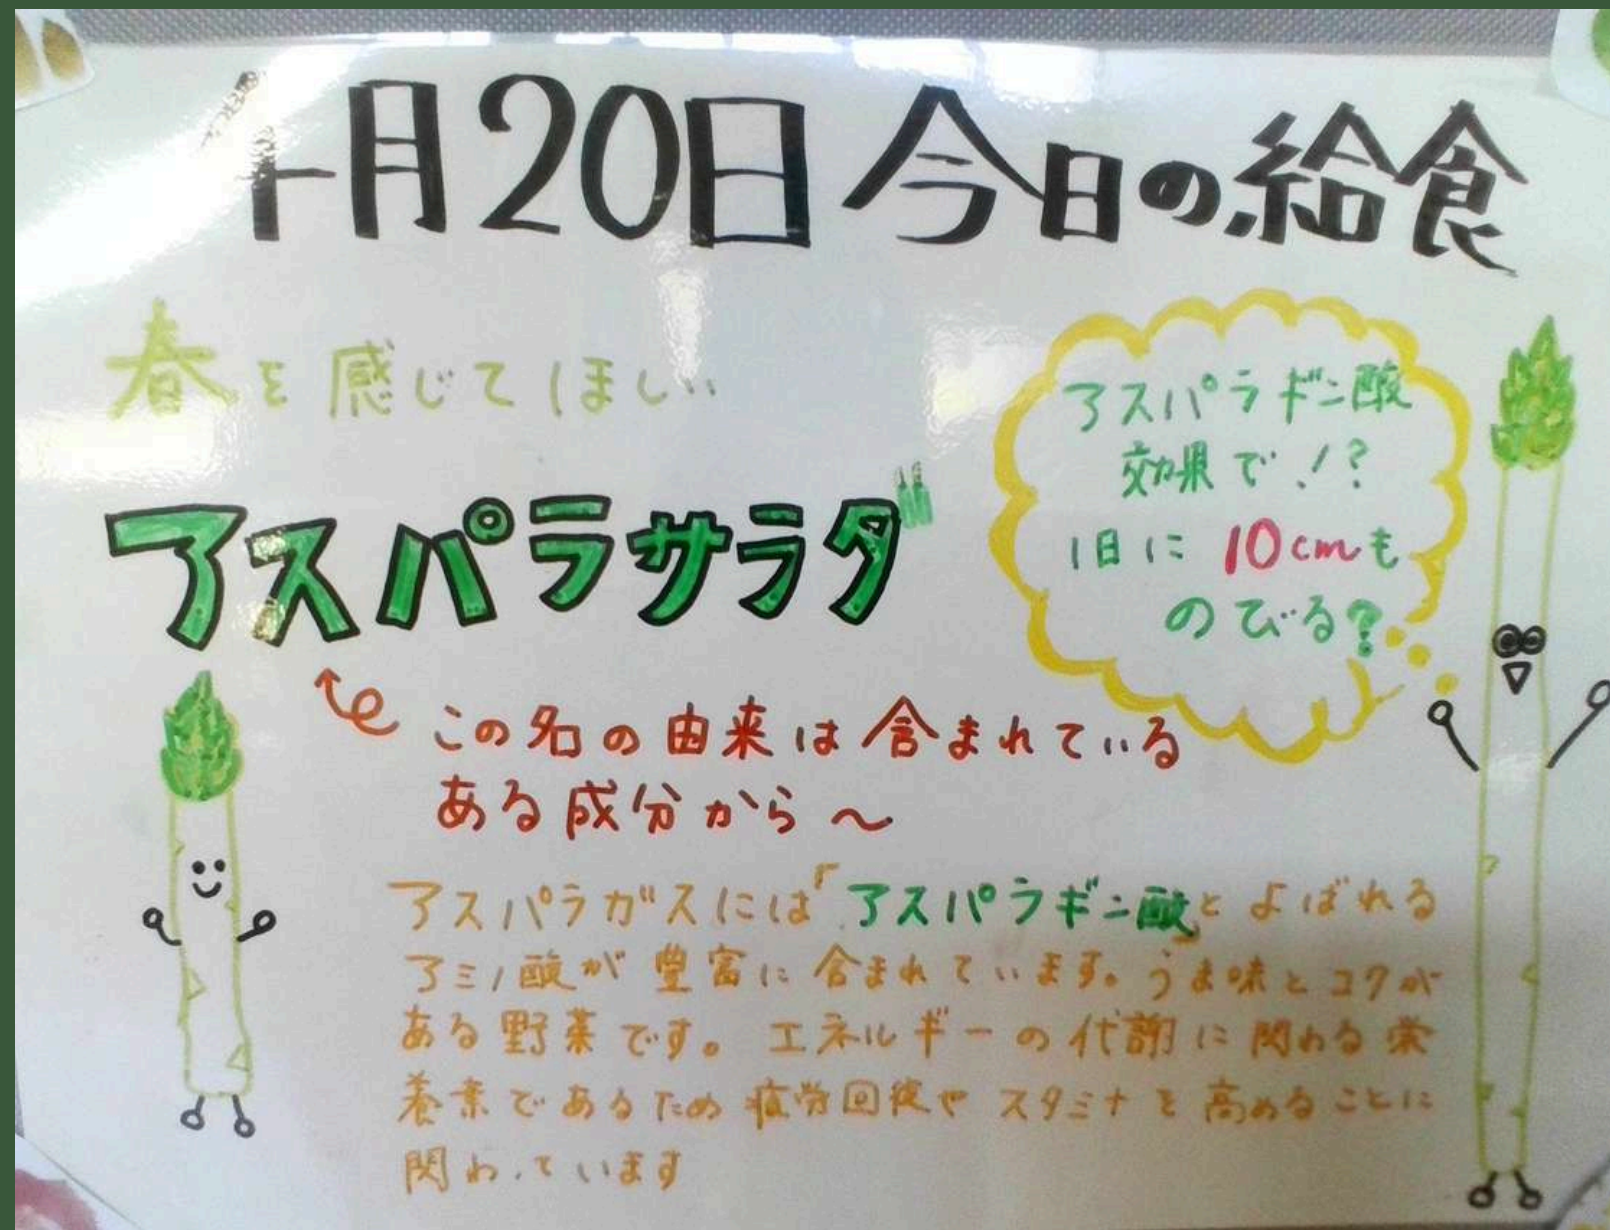 4月20日 今日の給食
春を感じてほしい
アスパラサラダ
アスパラギン酸
効果で!?
1日に10cmも
のびる?
この名の由来は含まれている
ある成分から〜
アスパラガスには「アスパラギン酸」とよばれる
アミノ酸が豊富に含まれています。うま味とコクが
ある野菜です。エネルギーの代謝に関わる栄
養素であるため疲労回復やスタミナを高めることに
関わっています